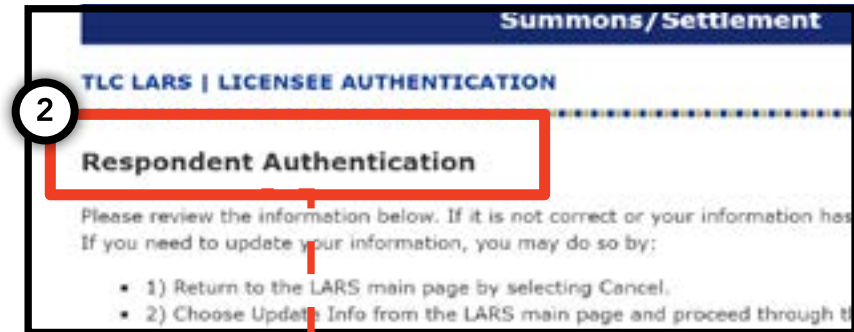 Summons/Settlement
TLC LARS | LICENSEE AUTHENTICATION
2
Respondent Authentication
Please review the information below. If it is not correct or your information has
If you need to update your information, you may do so by:
• 1) Return to the LARS main page by selecting Cancel.
• 2) Choose Update Info from the LARS main page and proceed through